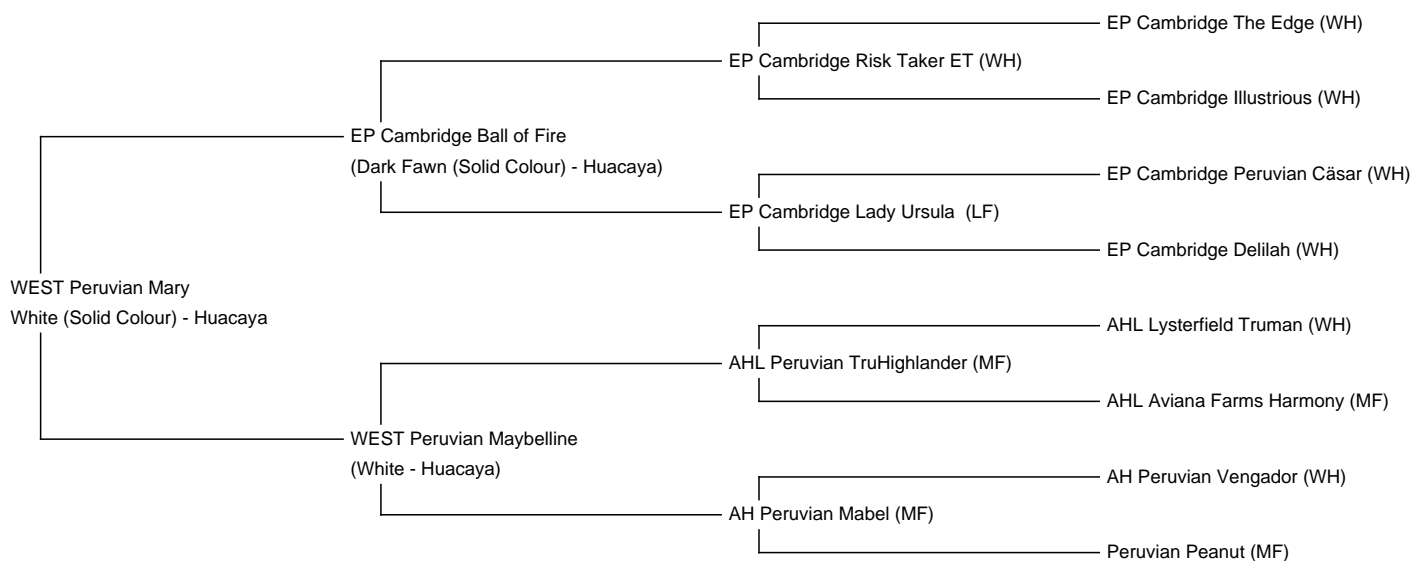 EP Cambridge The Edge (WH)
EP Cambridge Risk Taker ET (WH)
EP Cambridge Illustrious (WH)
EP Cambridge Ball of Fire
(Dark Fawn (Solid Colour) - Huacaya)
EP Cambridge Peruvian Cäsar (WH)
EP Cambridge Lady Ursula  (LF)
EP Cambridge Delilah (WH)
WEST Peruvian Mary
White (Solid Colour) - Huacaya
AHL Lysterfield Truman (WH)
AHL Peruvian TruHighlander (MF)
AHL Aviana Farms Harmony (MF)
WEST Peruvian Maybelline
(White - Huacaya)
AH Peruvian Vengador (WH)
AH Peruvian Mabel (MF)
Peruvian Peanut (MF)